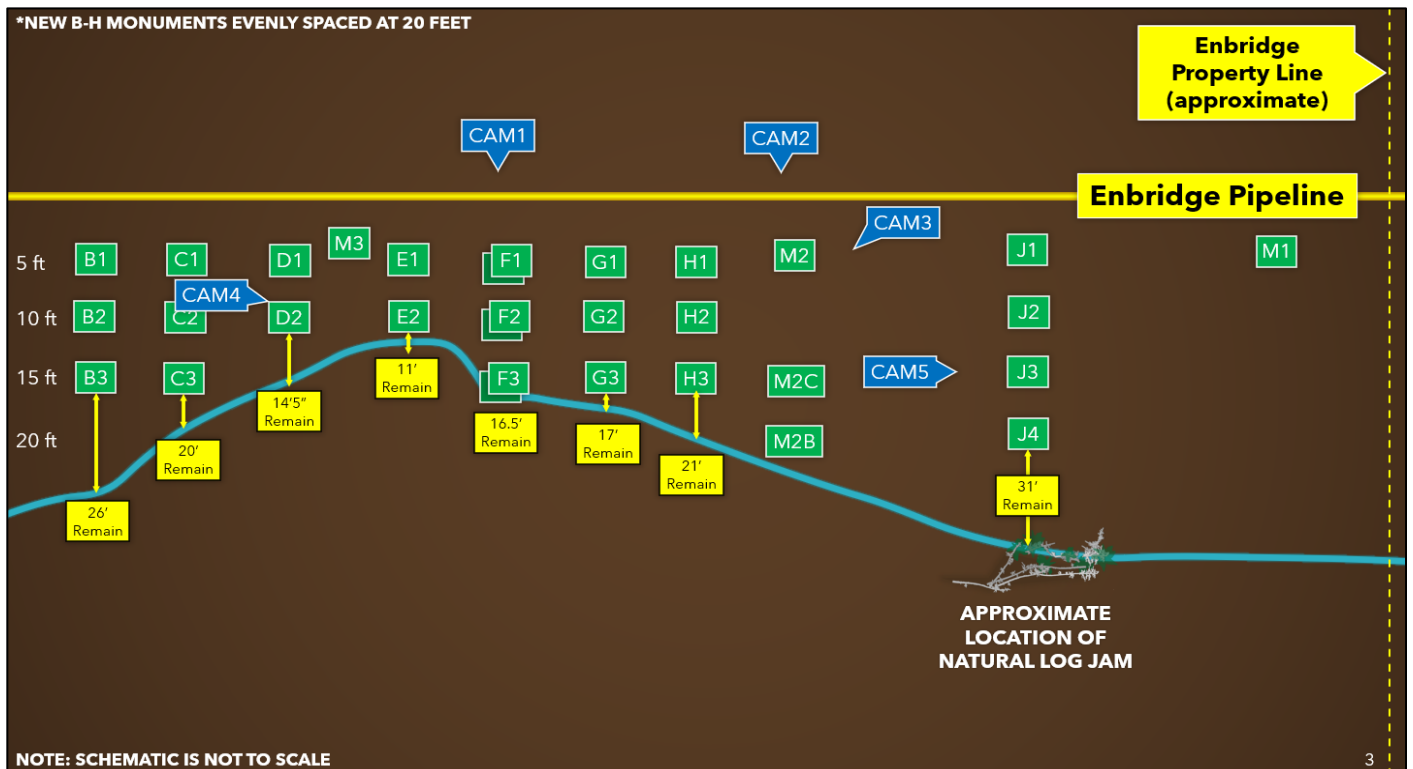 *NEW B-H MONUMENTS EVENLY SPACED AT 20 FEET
Enbridge
Property Line
(approximate)
CAM1
CAM2
Enbridge Pipeline
CAM3
M3
5 ft
B1
C1
D1
E1
F1
G1
H1
M2
J1
M1
CAM4
10 ft
B2
C2
D2
E2
F2
G2
H2
J2
15 ft
B3
C3
F3
G3
H3
M2C
CAM5
J3
11'
Remain
14'5"
Remain
16.5'
Remain
20 ft
20'
Remain
17'
Remain
21'
Remain
M2B
J4
26'
Remain
31'
Remain
APPROXIMATE
LOCATION OF
NATURAL LOG JAM
NOTE: SCHEMATIC IS NOT TO SCALE
3